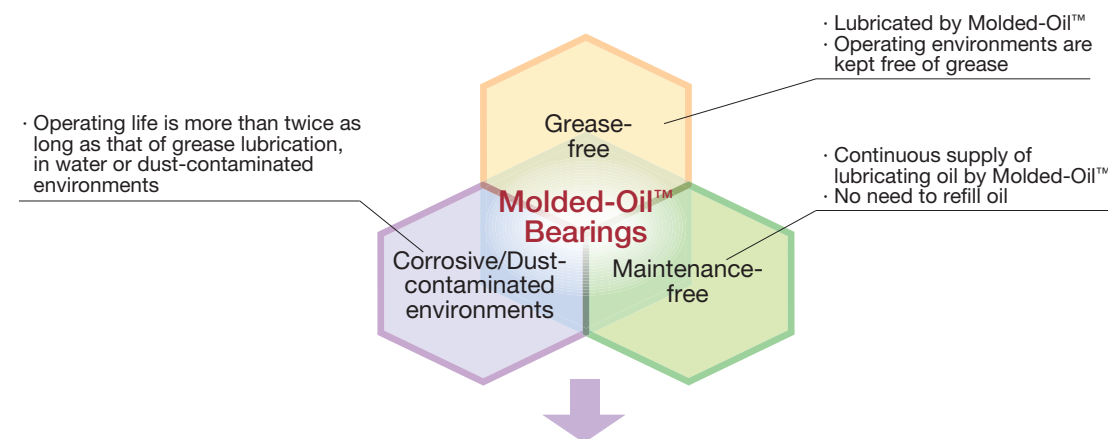 · Lubricated by Molded-Oil™
· Operating environments are
kept free of grease
· Operating life is more than twice as
long as that of grease lubrication,
in water or dust-contaminated
environments
Grease-
free
· Continuous supply of
lubricating oil by Molded-Oil™
· No need to refill oil
Molded-Oil™
Bearings
Corrosive/Dust-
contaminated
environments
Maintenance-
free